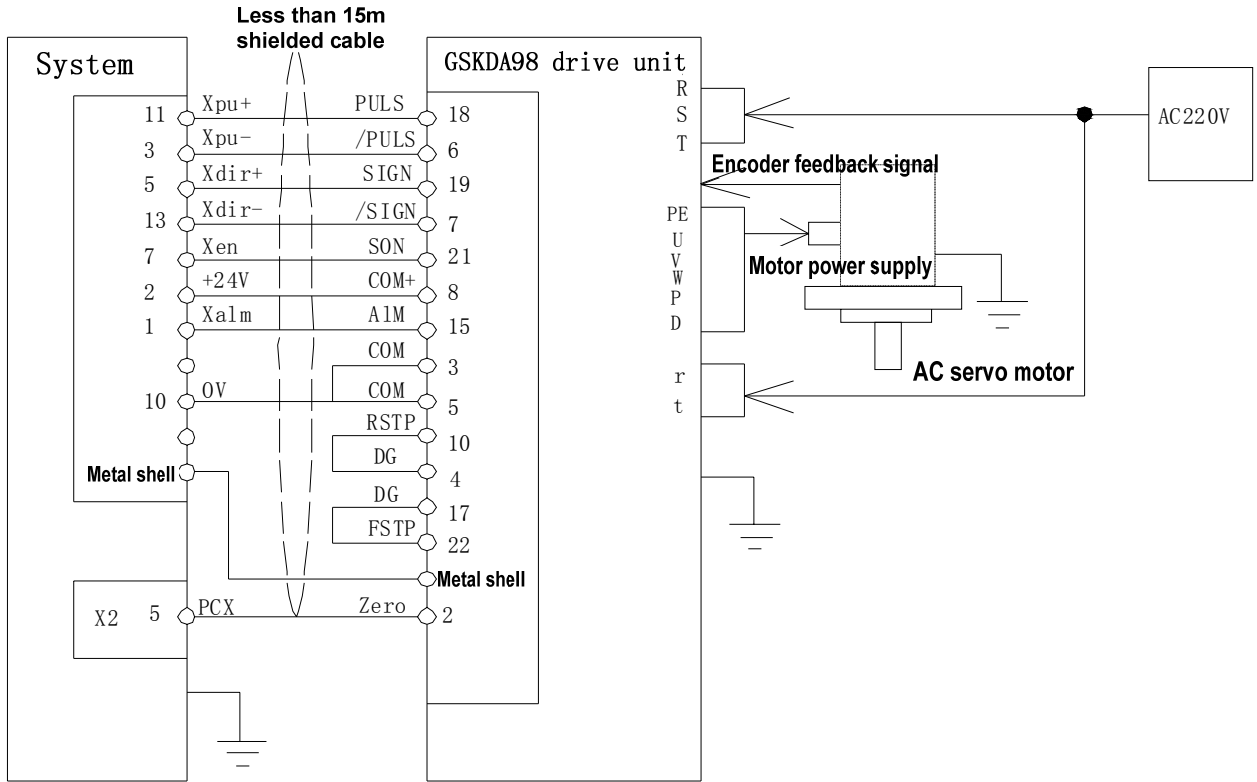 Less than 15m
shielded cable
System
GSKDA98 drive unit
11 Xpu+ PULS 18
3 Xpu- /PULS 6
5 Xdir+ SIGN 19
13 Xdir- /SIGN 7
7 Xen SON 21
2 +24V COM+ 8
1 Xalm AlM 15
COM 3
10 0V COM 5
RSTP 10
DG 4
DG 17
FSTP 22
Metal shell
Metal shell
X2 5 PCX Zero 2
R
S
T
AC220V
Encoder feedback signal
PE
U
V
W
P
D
Motor power supply
r
t
AC servo motor